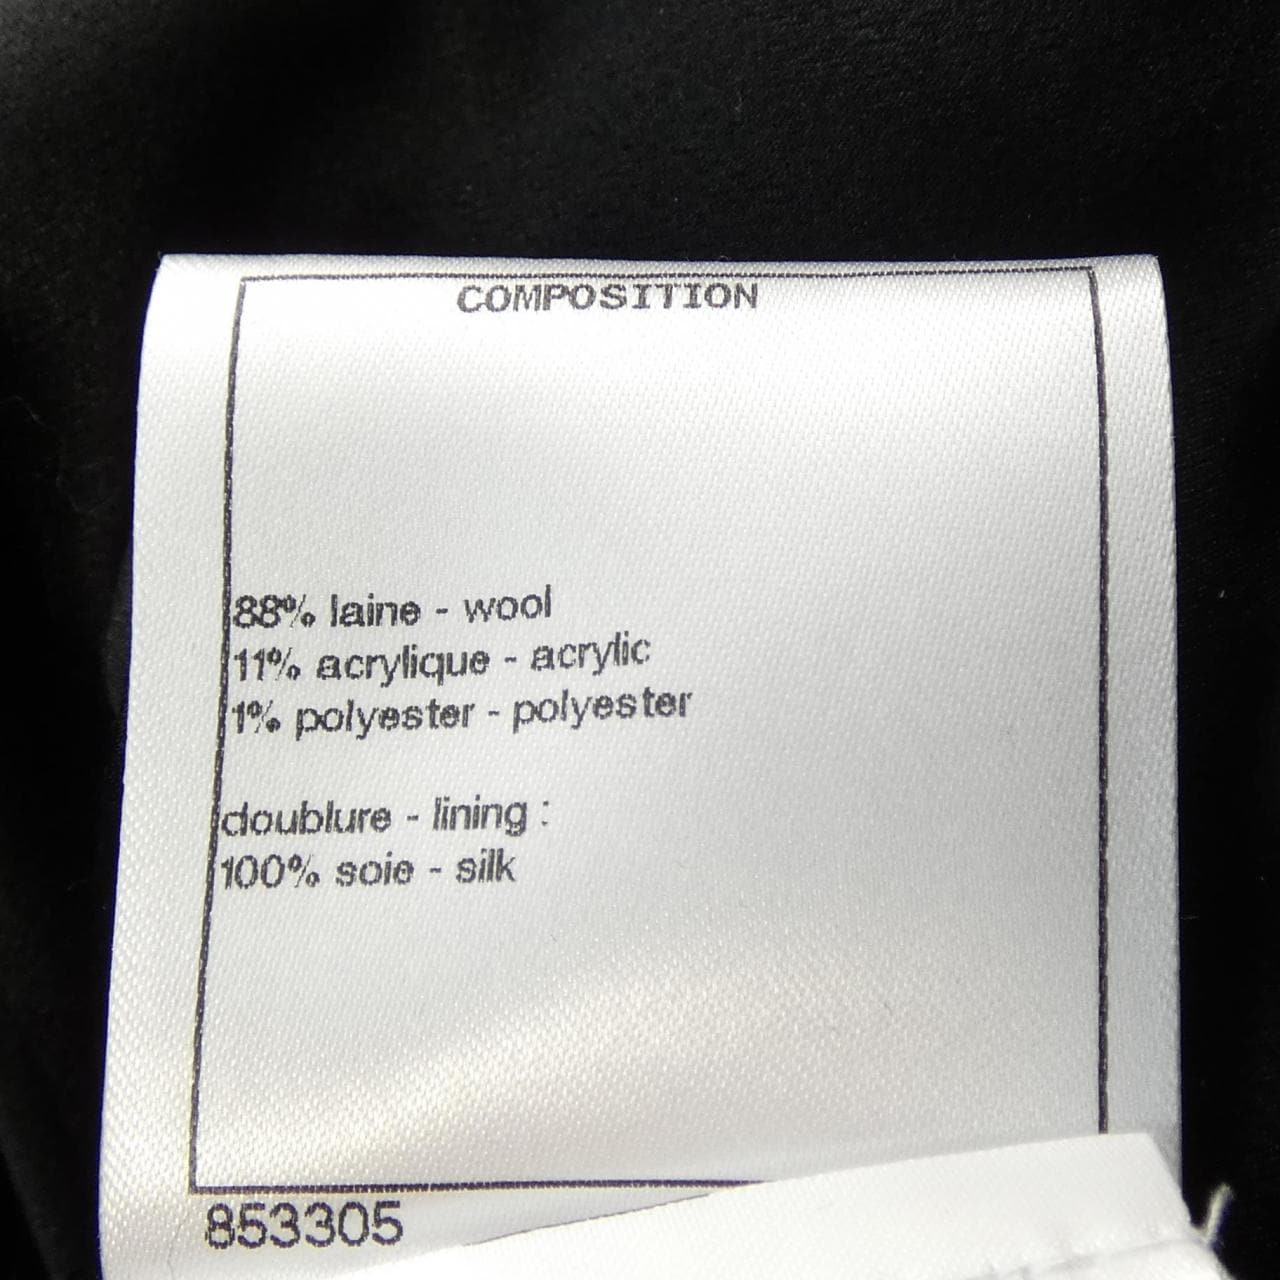 COMPOSITION
88% laine - wool
11% acrylique - acrylic
1% polyester - polyester
doublure - lining :
100% soie - silk
853305